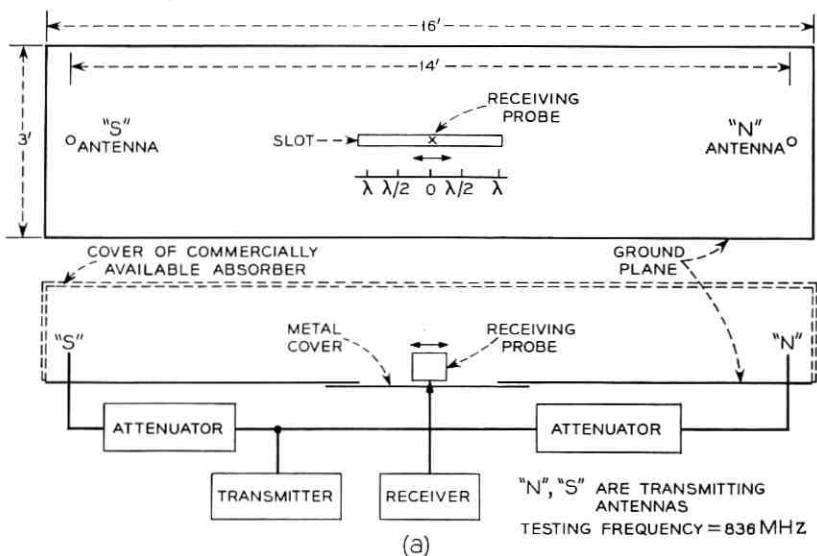 16'
14'
3'
RECEIVING
PROBE
"S"
ANTENNA
"N"
ANTENNA
SLOT
λ λ/2 0 λ/2 λ
COVER OF COMMERCIALLY
AVAILABLE ABSORBER
GROUND
PLANE
METAL
COVER
RECEIVING
PROBE
"S"
"N"
ATTENUATOR
ATTENUATOR
TRANSMITTER
RECEIVER
"N", "S" ARE TRANSMITTING
ANTENNAS
TESTING FREQUENCY = 836 MHz
(a)